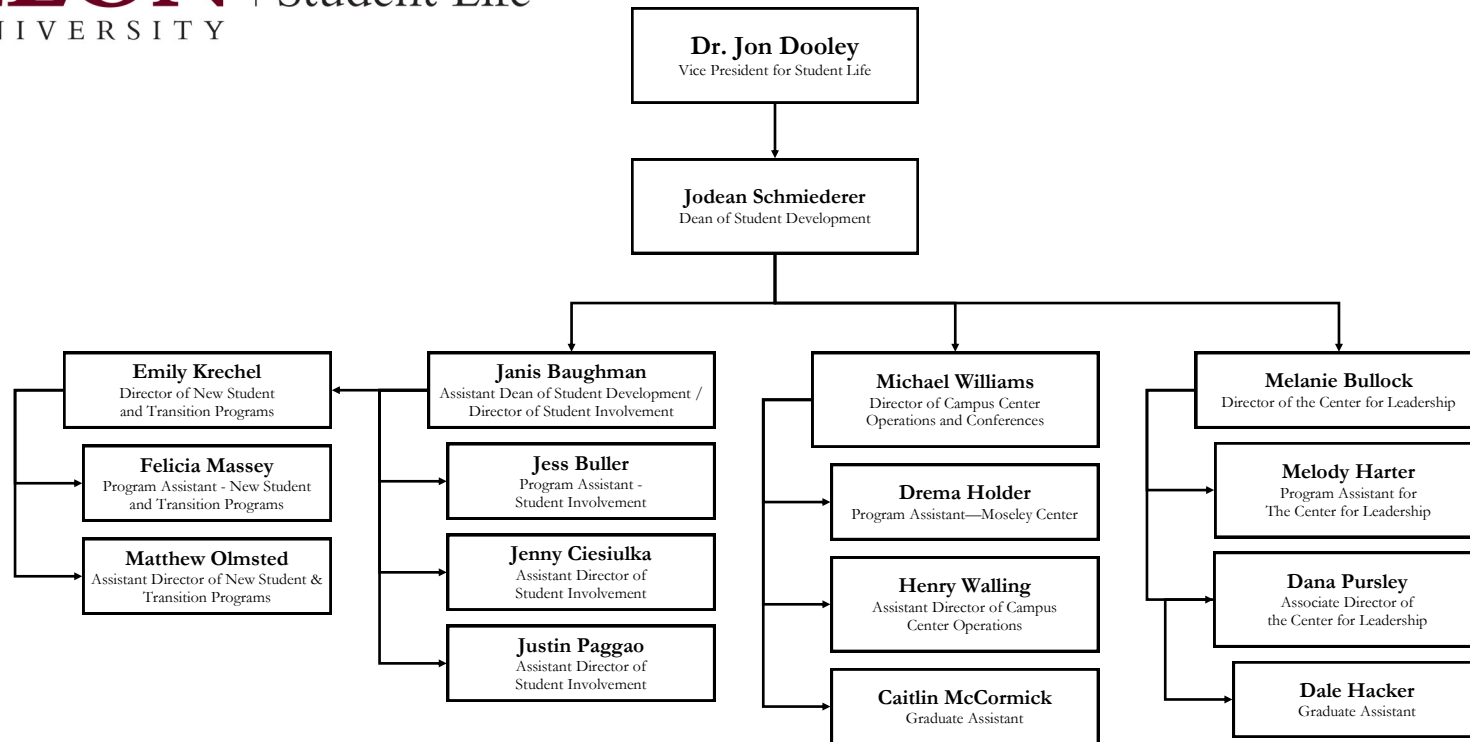 Student Life
NIVERSITY
Dr. Jon Dooley
Vice President for Student Life
Jodean Schmiederer
Dean of Student Development
Emily Krechel
Director of New Student
and Transition Programs
Felicia Massey
Program Assistant - New Student
and Transition Programs
Matthew Olmsted
Assistant Director of New Student &
Transition Programs
Janis Baughman
Assistant Dean of Student Development /
Director of Student Involvement
Jess Buller
Program Assistant -
Student Involvement
Jenny Ciesiulka
Assistant Director of
Student Involvement
Justin Paggao
Assistant Director of
Student Involvement
Michael Williams
Director of Campus Center
Operations and Conferences
Drema Holder
Program Assistant—Moseley Center
Henry Walling
Assistant Director of Campus
Center Operations
Caitlin McCormick
Graduate Assistant
Melanie Bullock
Director of the Center for Leadership
Melody Harter
Program Assistant for
The Center for Leadership
Dana Pursley
Associate Director of
the Center for Leadership
Dale Hacker
Graduate Assistant